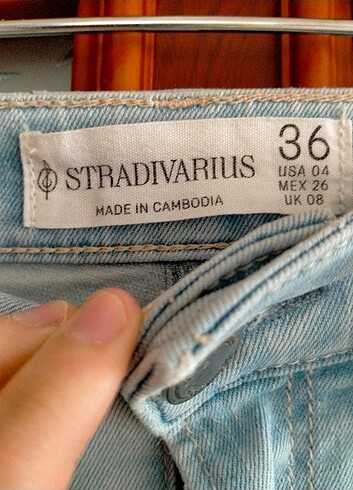 STRADIVARIUS
MADE IN CAMBODIA
36
USA 04
MEX 26
UK 08